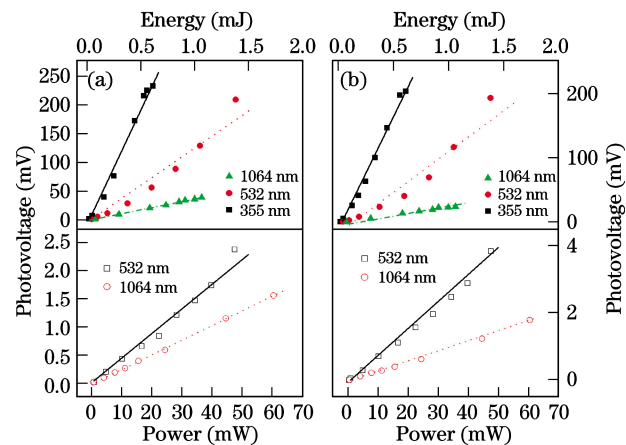 Energy (mJ) Energy (mJ)
0.0 0.5 1.0 1.5 2.0 0.0 0.5 1.0 1.5 2.0
(a) (b)
250 200 150 100 50 0
200 100 0
1064 nm
532 nm
355 nm
1064 nm
532 nm
355 nm
Photovoltage (mV)
Photovoltage (mV)
2.5 2.0 1.5 1.0 0.5 0.0
4 2 0
532 nm
1064 nm
532 nm
1064 nm
0 10 20 30 40 50 60 70 0 10 20 30 40 50 60 70
Power (mW) Power (mW)